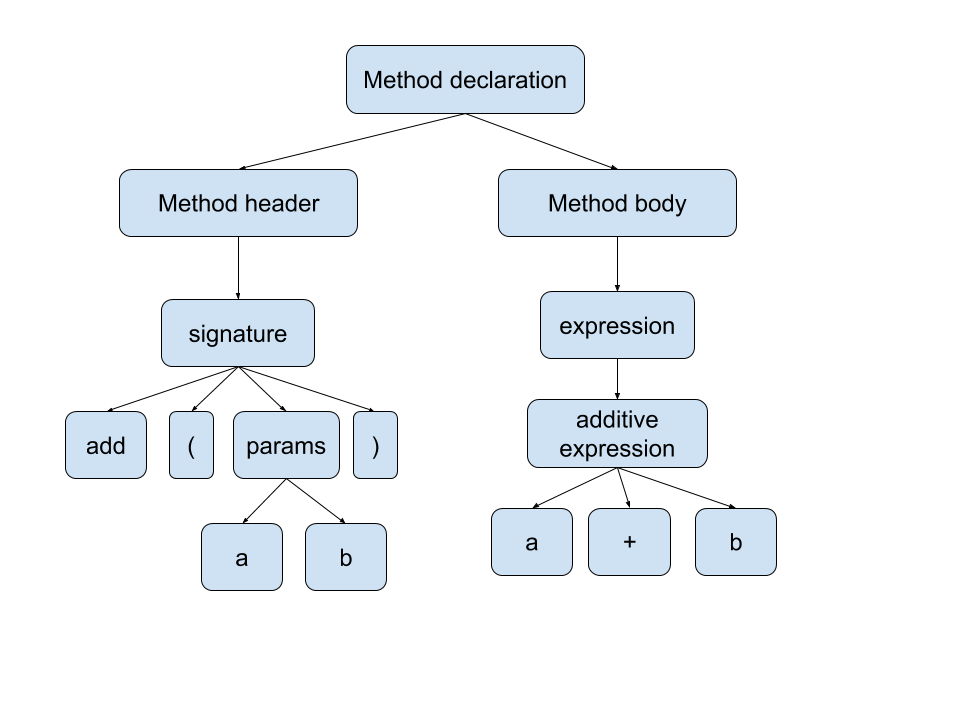 Method declaration
Method header
Method body
signature
expression
add
(
params
)
additive
expression
a
b
a
+
b